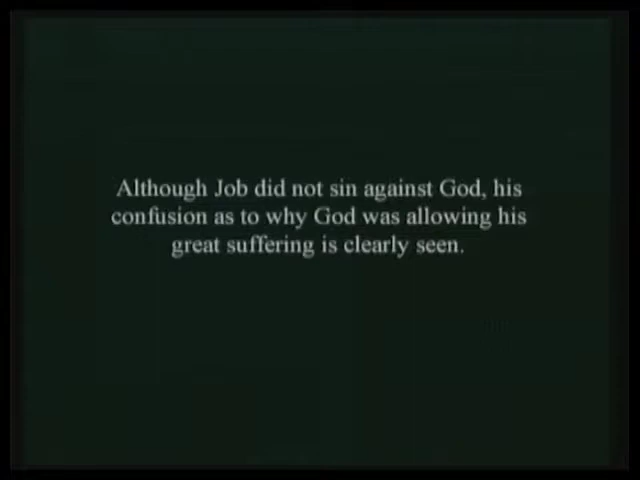 Although Job did not sin against God, his
confusion as to why God was allowing his
great suffering is clearly seen.